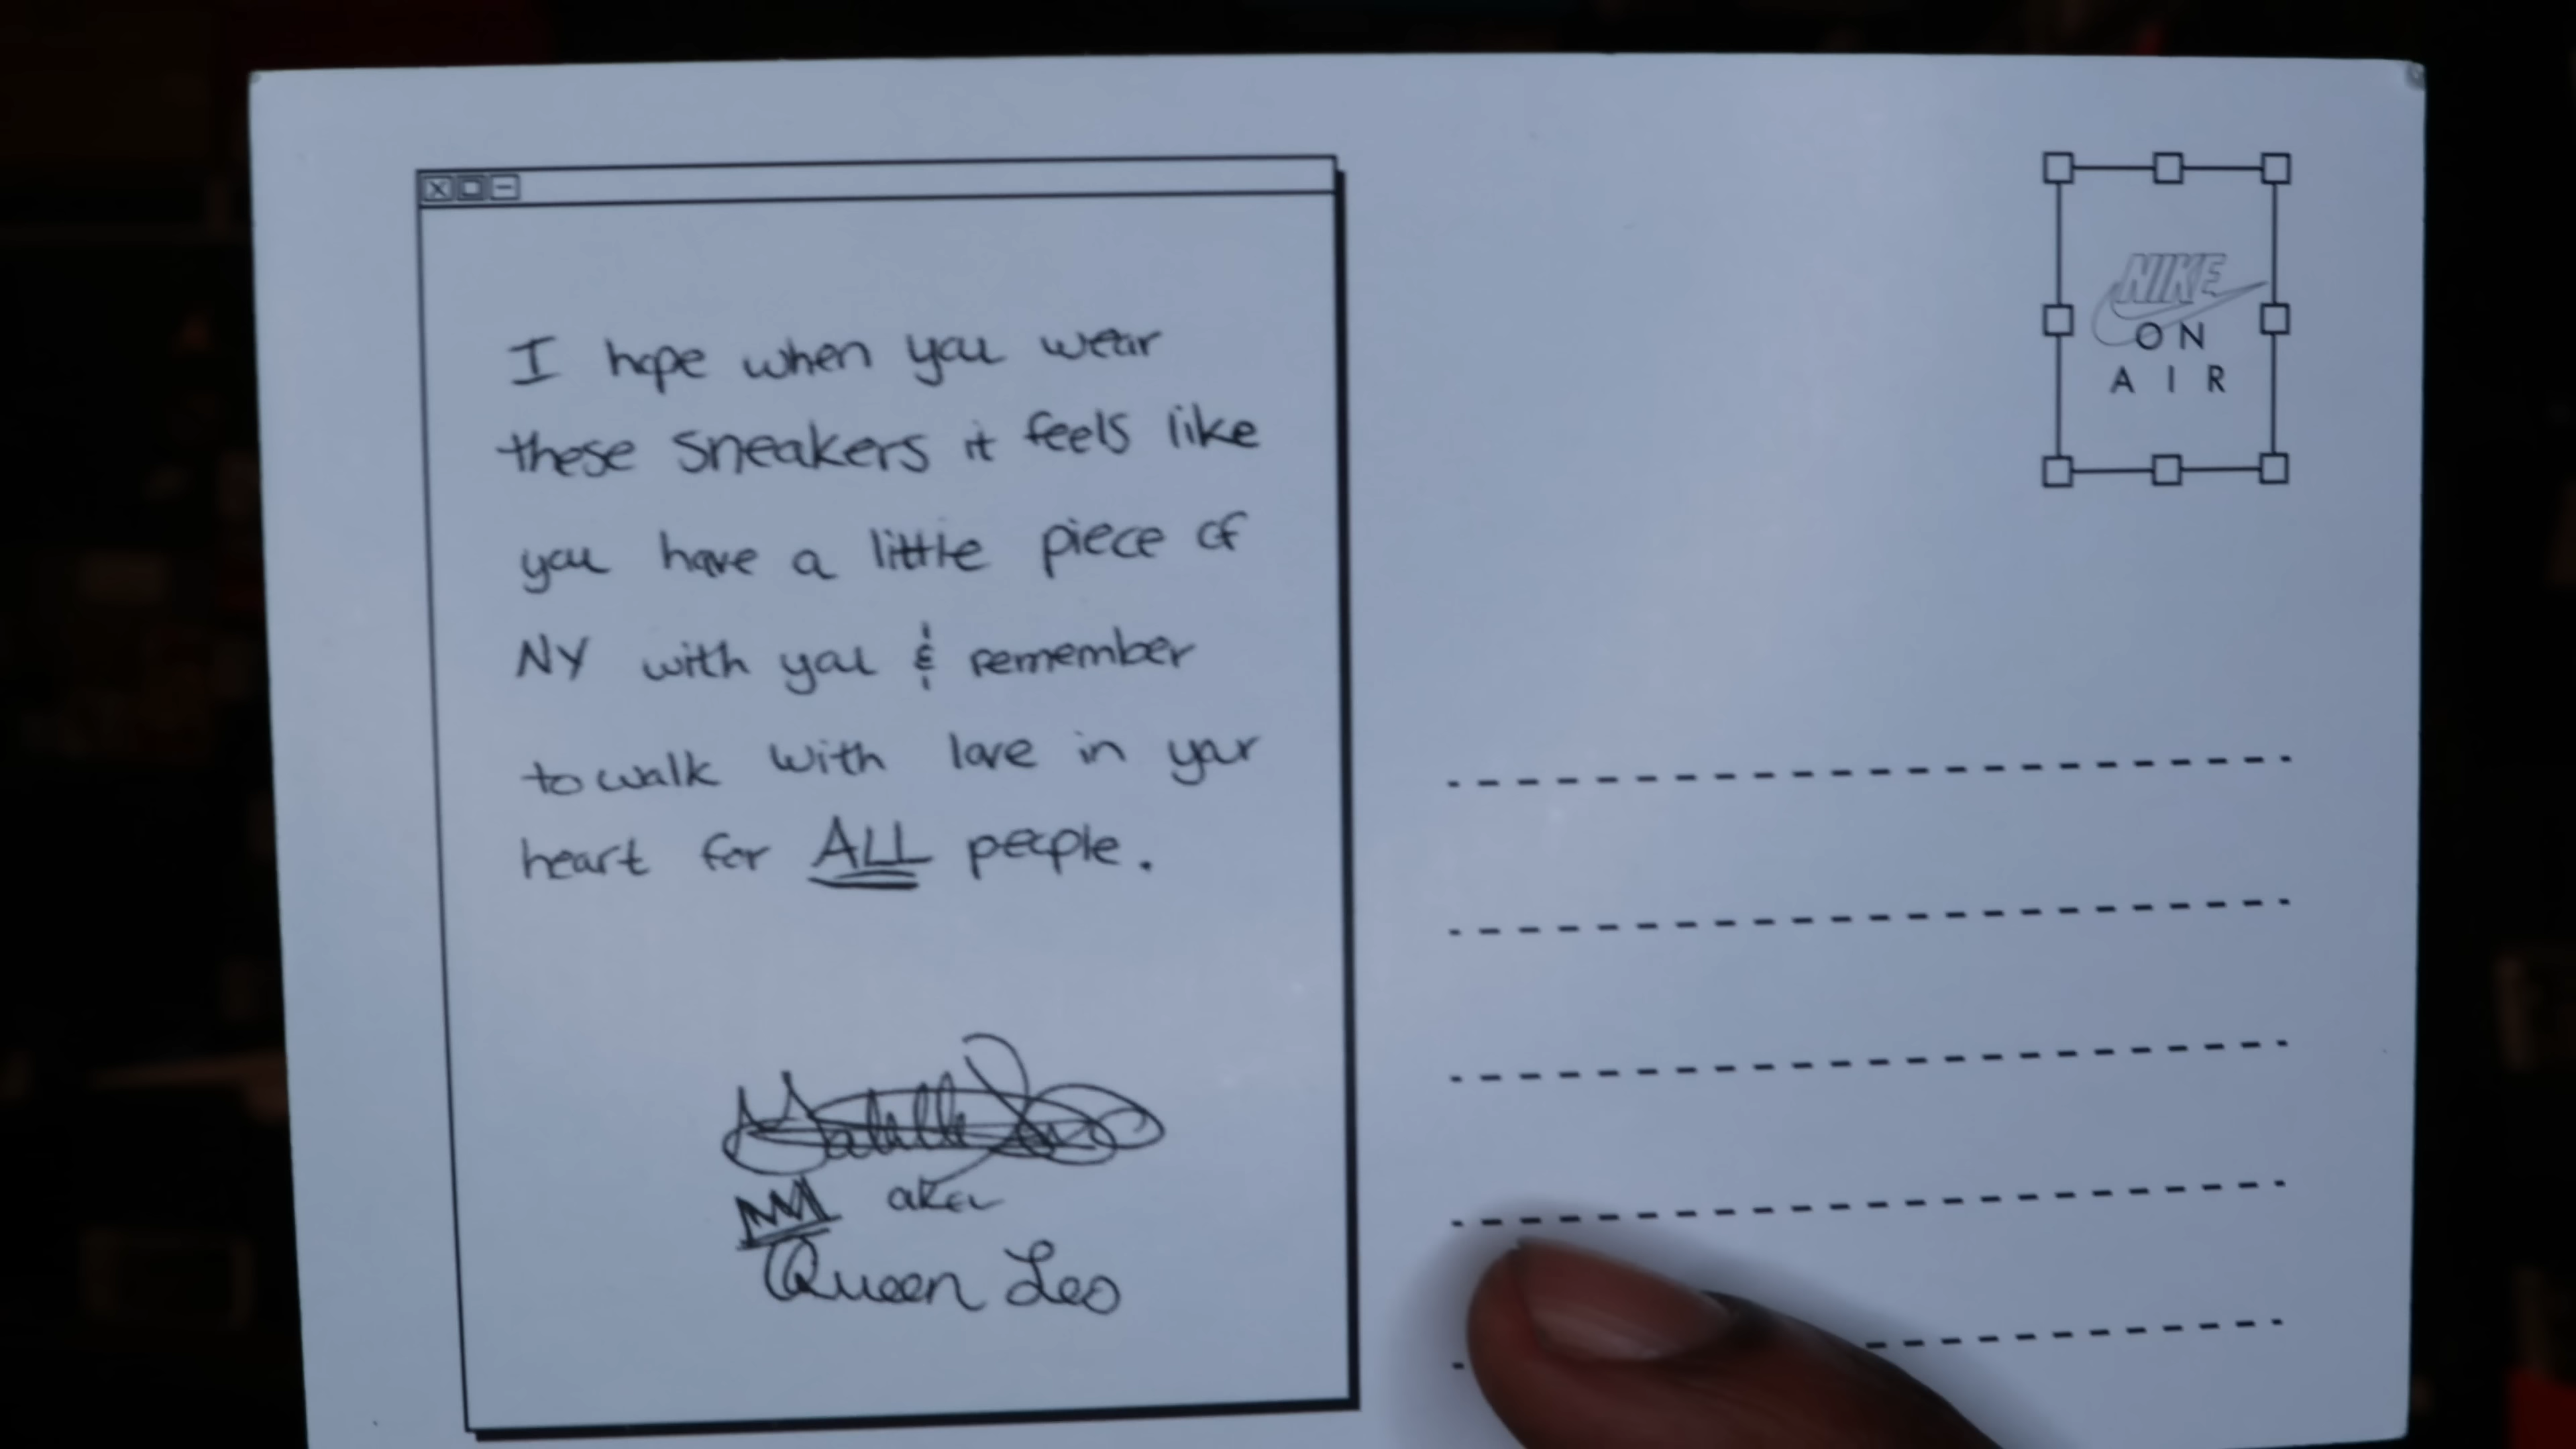 I hope when you wear
these sneakers it feels like
you have a little piece of
NY with you & remember
to walk with love in your
heart for ALL people.
aka
Queen Leo
NIKE
ON
AIR